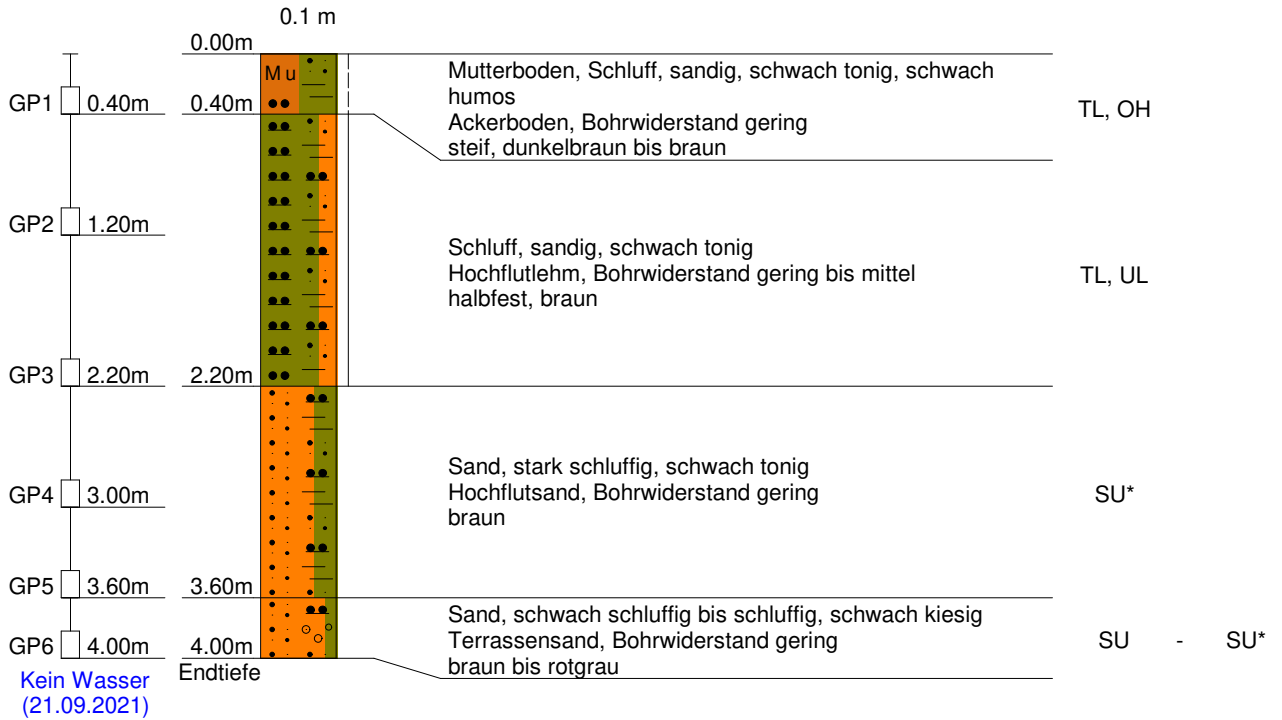 0.1 m
0.00m
Mu
GP1 0.40m 0.40m
Mutterboden, Schluff, sandig, schwach tonig, schwach
humos
Ackerboden, Bohrwiderstand gering
steif, dunkelbraun bis braun
TL, OH
GP2 1.20m
Schluff, sandig, schwach tonig
Hochflutlehm, Bohrwiderstand gering bis mittel
halbfest, braun
TL, UL
GP3 2.20m 2.20m
Sand, stark schluffig, schwach tonig
Hochflutsand, Bohrwiderstand gering
braun
SU*
GP4 3.00m
GP5 3.60m 3.60m
Sand, schwach schluffig bis schluffig, schwach kiesig
Terrassensand, Bohrwiderstand gering
braun bis rotgrau
SU - SU*
GP6 4.00m 4.00m
Endtiefe
Kein Wasser
(21.09.2021)